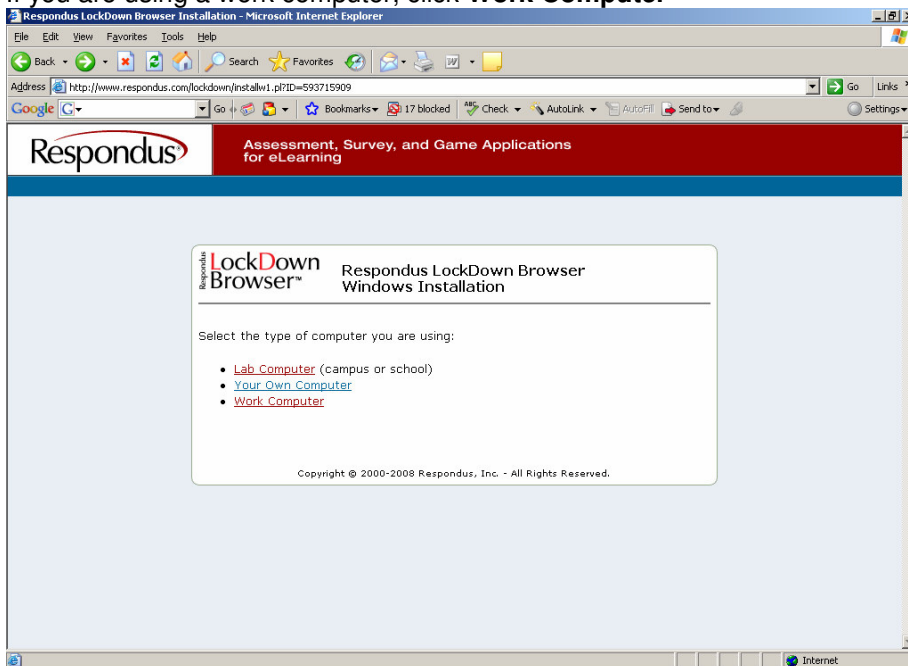 If you are using a work computer, click Work Computer
Respondus LockDown Browser Installation - Microsoft Internet Explorer
File Edit View Favorites Tools Help
Back Search Favorites
Address http://www.respondus.com/lockdown/installw1.pl?ID=593715909 Go Links
Google G Go Bookmarks 17 blocked ABC Check AutoLink AutoFill Send to Settings
Respondus
Assessment, Survey, and Game Applications
for eLearning
Respondus LockDown
Browser™
Respondus LockDown Browser
Windows Installation
Select the type of computer you are using:
• Lab Computer (campus or school)
• Your Own Computer
• Work Computer
Copyright © 2000-2008 Respondus, Inc. - All Rights Reserved.
Internet